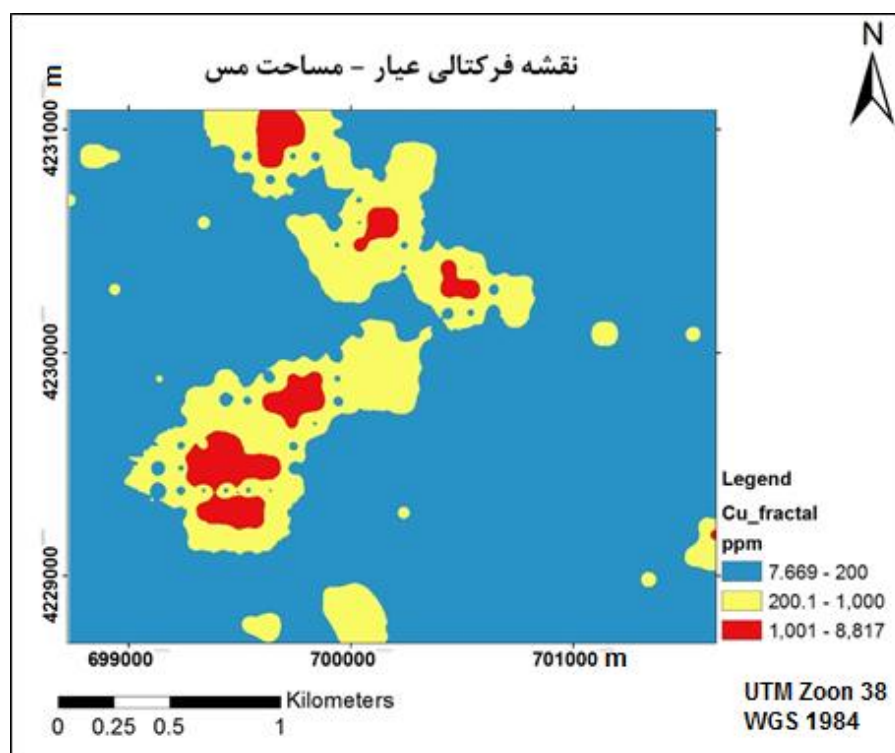 N
نقشه فرکتالی عیار – مساحت مس
m
4231000
4230000
4229000
699000
700000
701000 m
Legend
Cu_fractal
ppm
7.669 - 200
200.1 - 1,000
1,001 - 8,817
Kilometers
0 0.25 0.5 1
UTM Zoon 38
WGS 1984